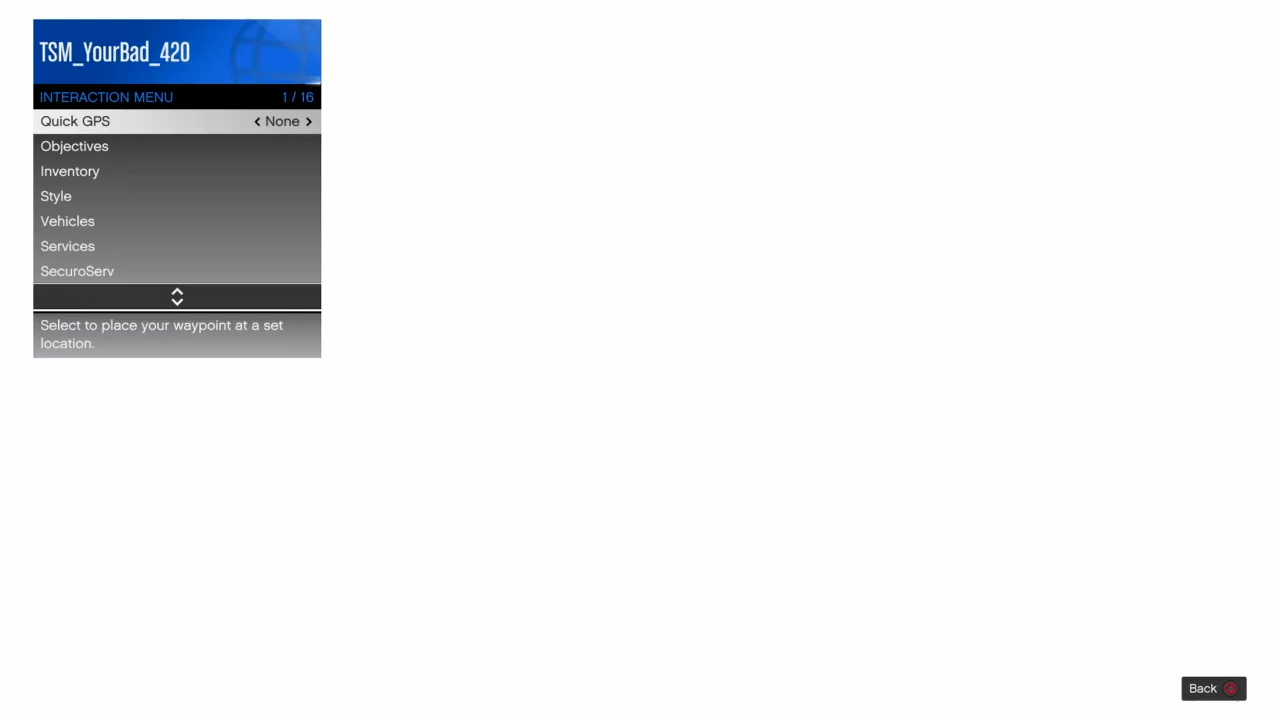 TSM_YourBad_420
INTERACTION MENU 1 / 16
Quick GPS < None >
Objectives
Inventory
Style
Vehicles
Services
SecuroServ
Select to place your waypoint at a set
location.
Back